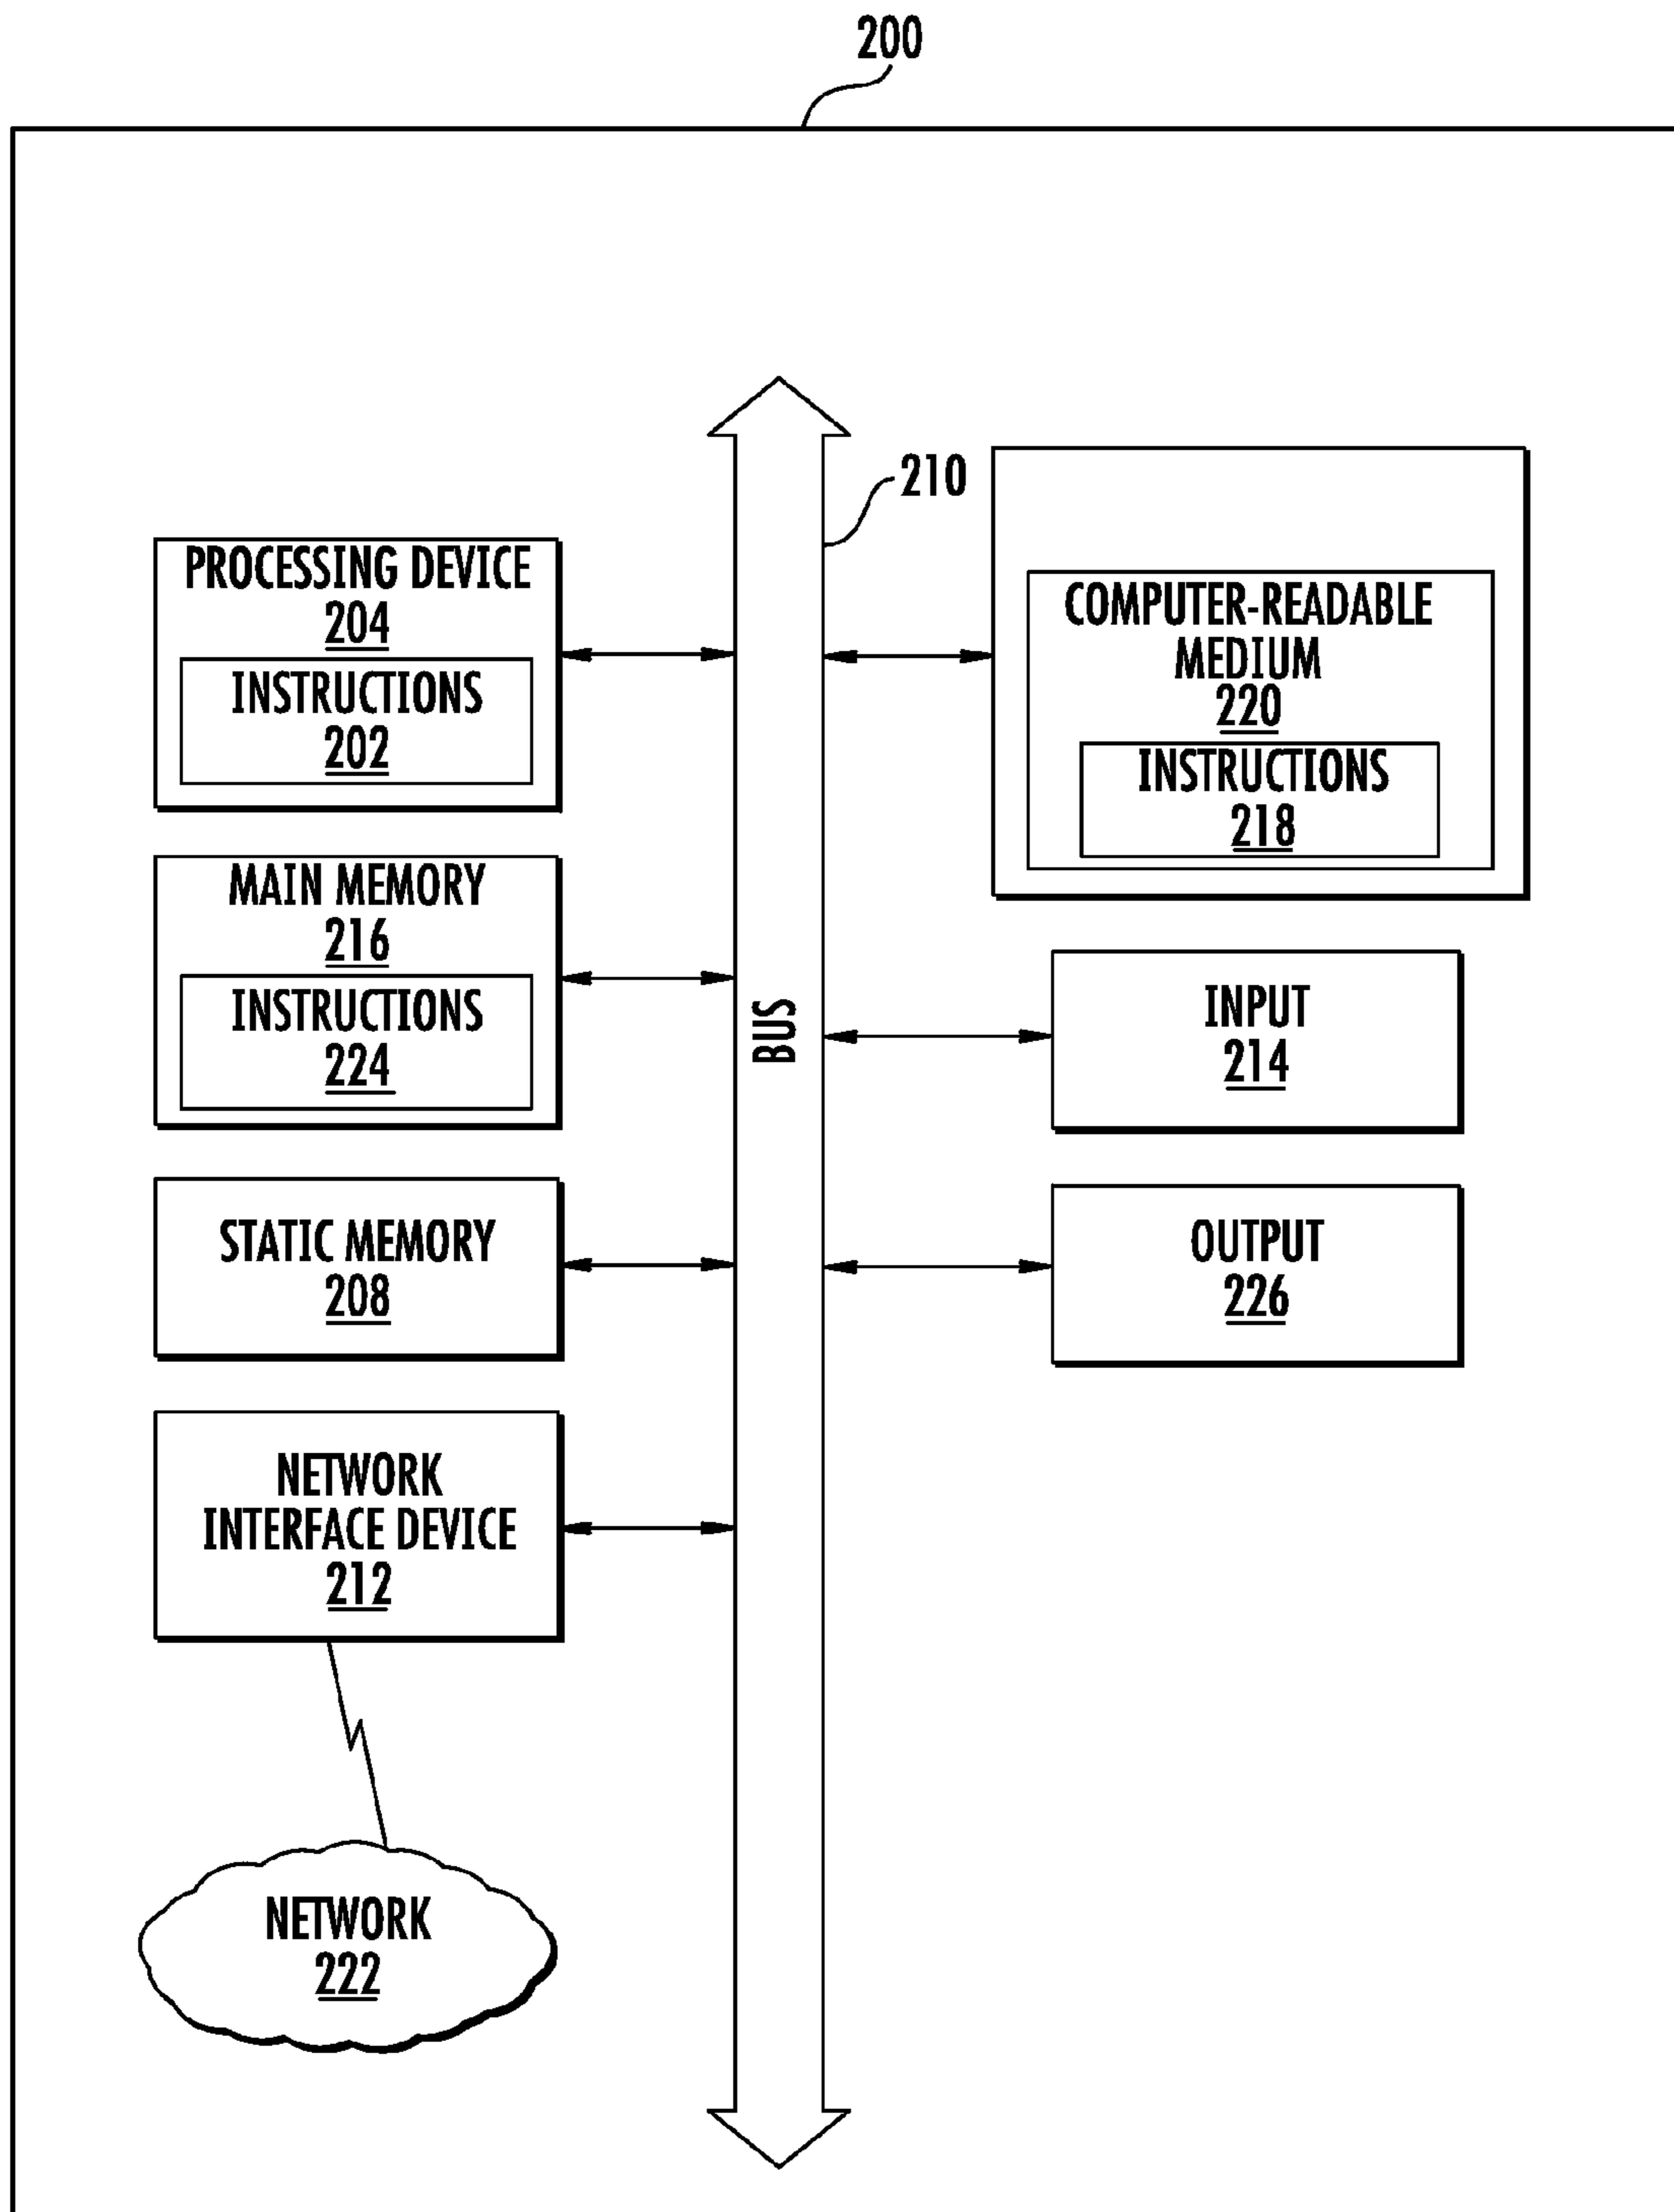 200
210
PROCESSING DEVICE
204
INSTRUCTIONS
202
MAIN MEMORY
216
INSTRUCTIONS
224
STATIC MEMORY
208
NETWORK
INTERFACE DEVICE
212
NETWORK
222
BUS
COMPUTER-READABLE
MEDIUM
220
INSTRUCTIONS
218
INPUT
214
OUTPUT
226